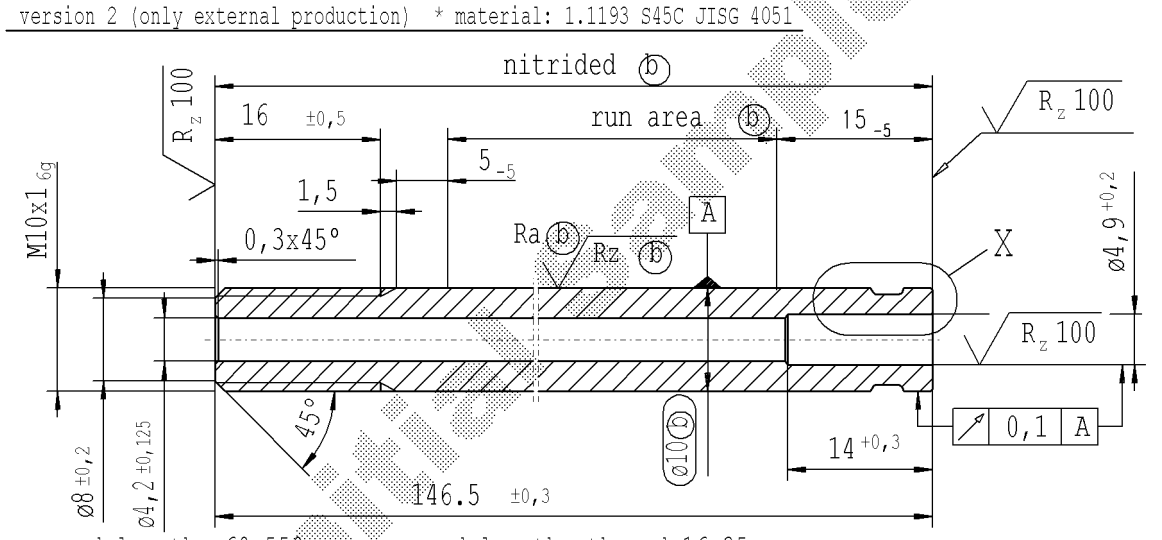 version 2 (only external production) * material: 1.1193 S45C JISG 4051
nitrided b
Rz 100
16 ±0,5
run area b
15 -5
Rz 100
5 -5
1,5
M10x1 6g
0,3x45°
Ra b
Rz b
A
X
ø4,9 +0,2
Rz 100
45°
ø10 b
0,1 A
14 +0,3
ø8 ±0,2
ø4,2 ±0,125
146.5 ±0,3